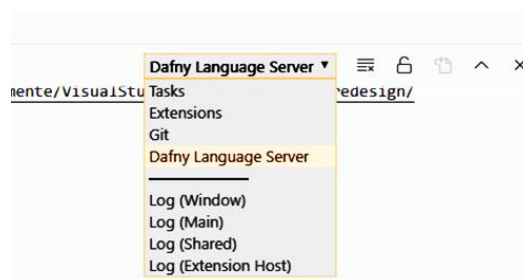 Dafny Language Server
mente/VisualStu edesign/
Tasks
Extensions
Git
Dafny Language Server
Log (Window)
Log (Main)
Log (Shared)
Log (Extension Host)